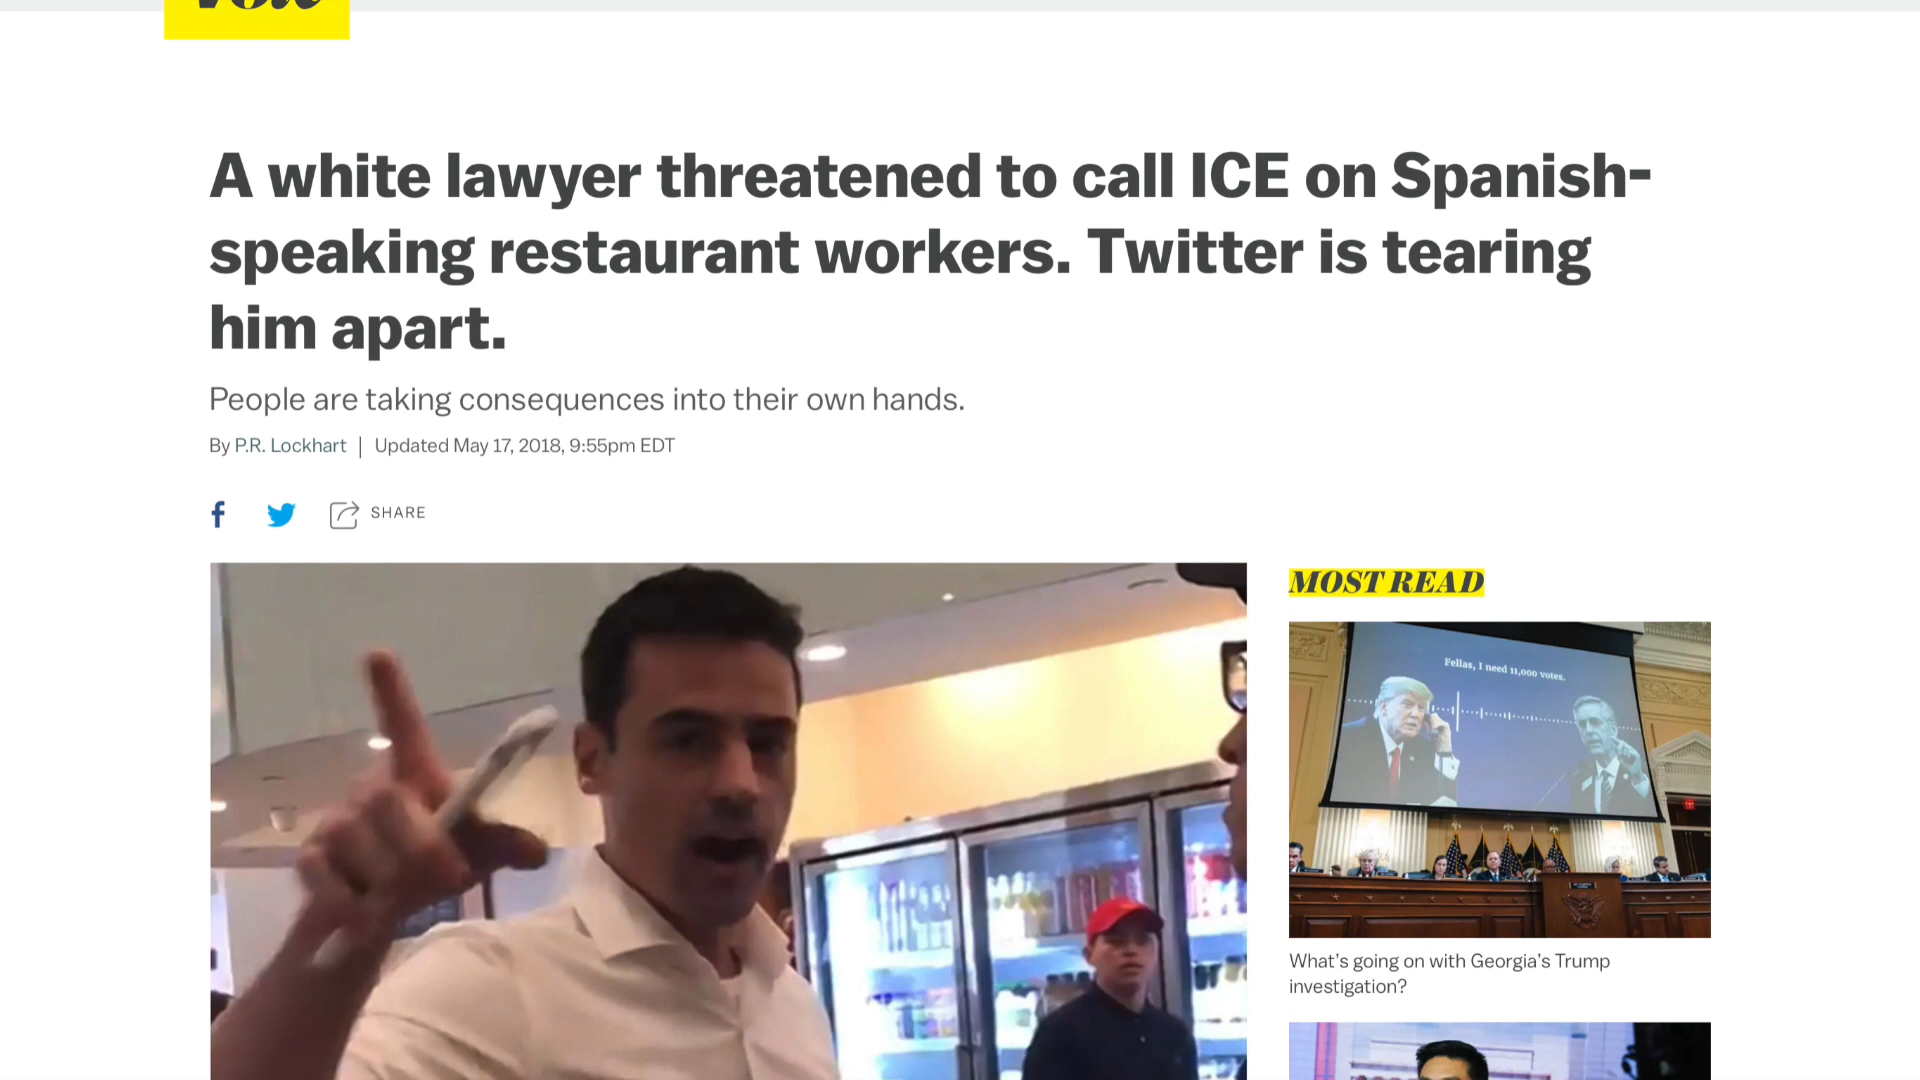 A white lawyer threatened to call ICE on Spanish-
speaking restaurant workers. Twitter is tearing
him apart.
People are taking consequences into their own hands.
By P.R. Lockhart | Updated May 17, 2018, 9:55pm EDT
SHARE
MOST READ
Fellas, I need 11,000 votes.
What's going on with Georgia's Trump
investigation?